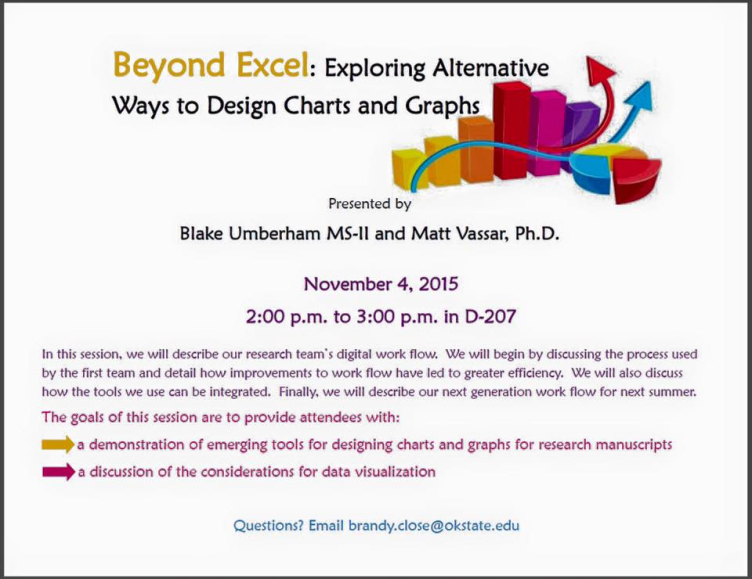 Beyond Excel: Exploring Alternative
Ways to Design Charts and Graphs
Presented by
Blake Umberham MS-II and Matt Vassar, Ph.D.
November 4, 2015
2:00 p.m. to 3:00 p.m. in D-207
In this session, we will describe our research team's digital work flow.  We will begin by discussing the process used
by the first team and detail how improvements to work flow have led to greater efficiency.  We will also discuss
how the tools we use can be integrated.  Finally, we will describe our next generation work flow for next summer.
The goals of this session are to provide attendees with:
a demonstration of emerging tools for designing charts and graphs for research manuscripts
a discussion of the considerations for data visualization
Questions? Email brandy.close@okstate.edu